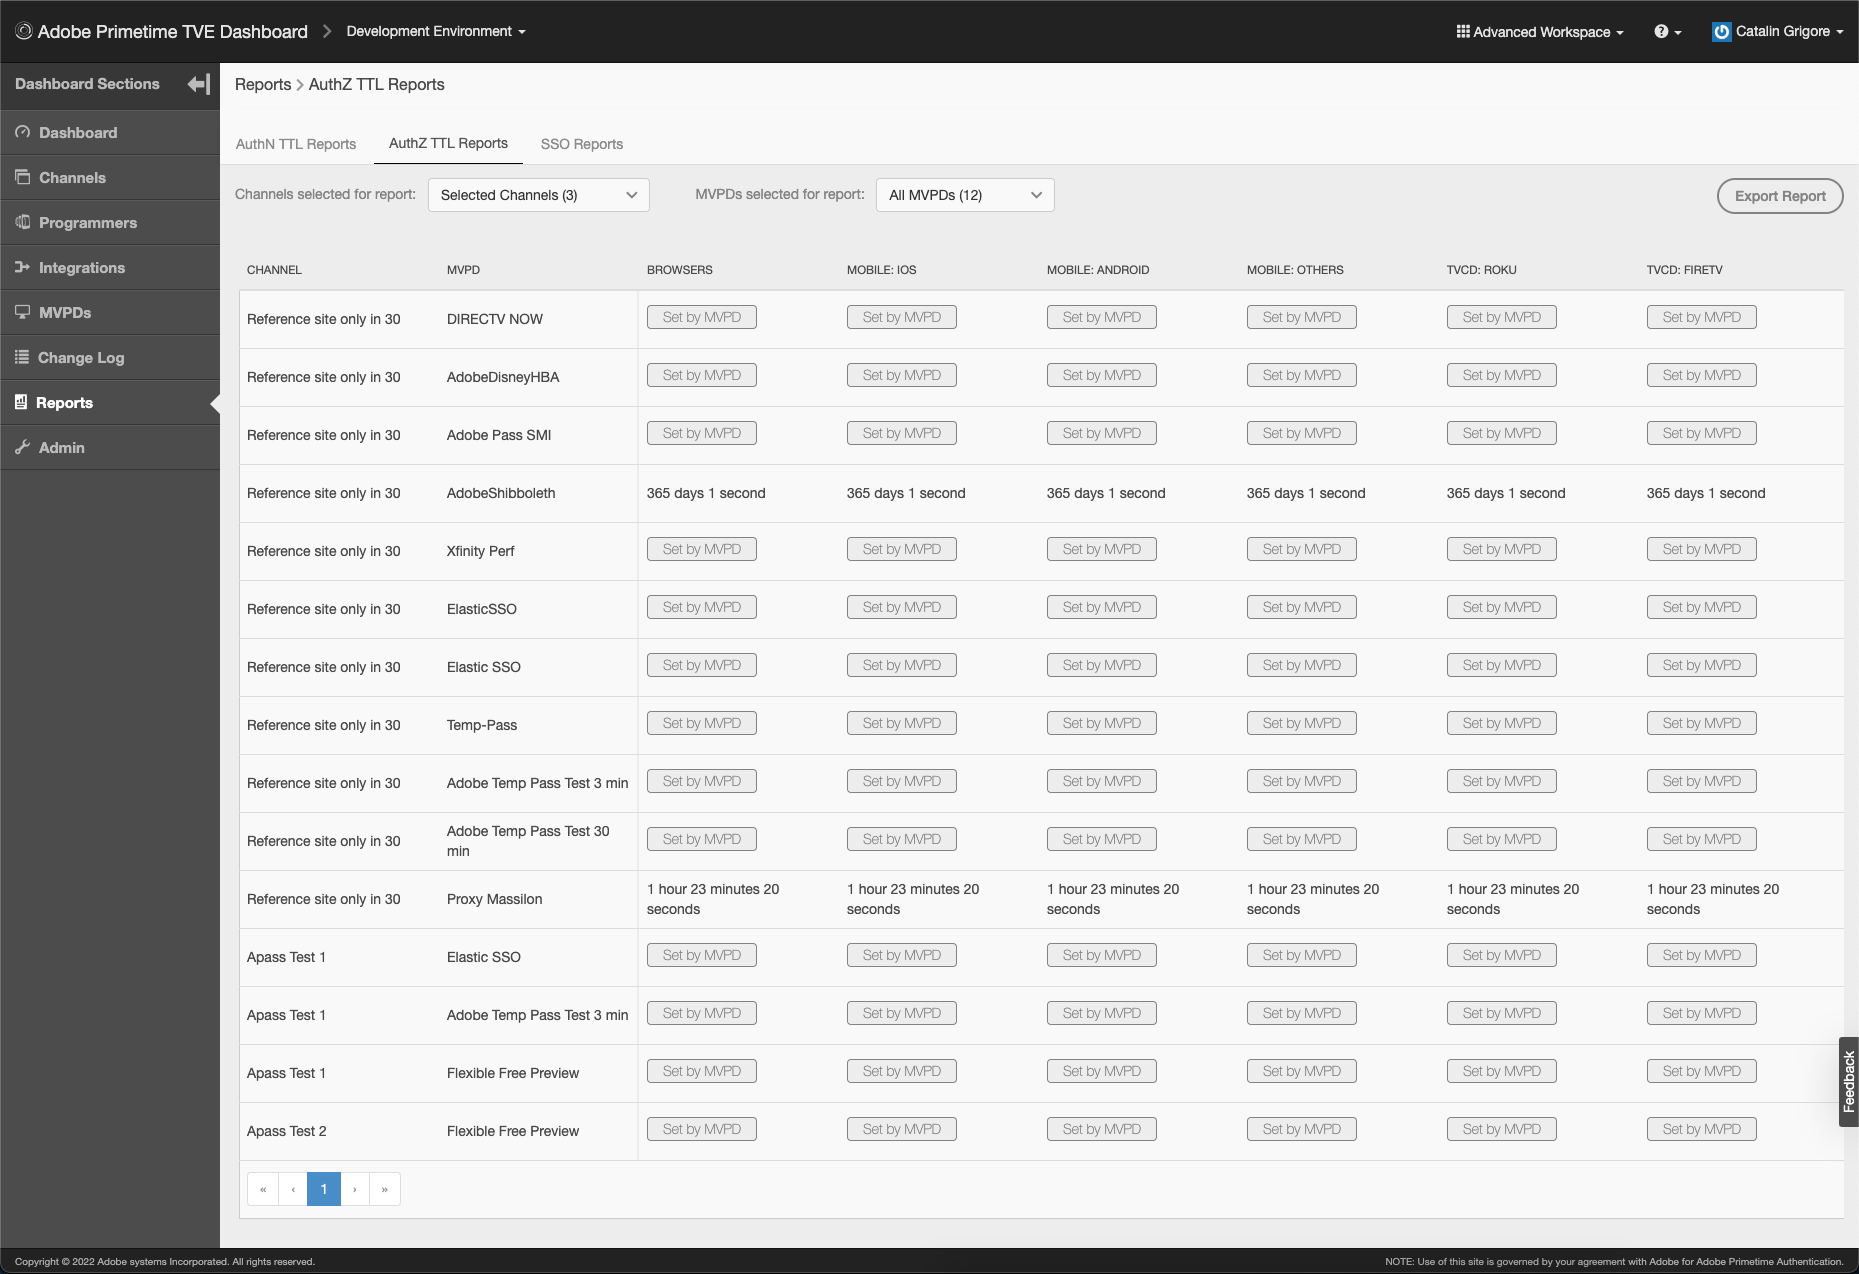 Adobe Primetime TVE Dashboard Development Environment Advanced Workspace Catalin Grigore
Dashboard Sections
Dashboard
Channels
Programmers
Integrations
MVPDs
Change Log
Reports
Admin
Reports > AuthZ TTL Reports
AuthN TTL Reports AuthZ TTL Reports SSO Reports
Channels selected for report: Selected Channels (3) MVPDs selected for report: All MVPDs (12) Export Report
CHANNEL MVPD BROWSERS MOBILE: IOS MOBILE: ANDROID MOBILE: OTHERS TVCD: ROKU TVCD: FIRETV
Reference site only in 30 DIRECTV NOW Set by MVPD Set by MVPD Set by MVPD Set by MVPD Set by MVPD Set by MVPD
Reference site only in 30 AdobeDisneyHBA Set by MVPD Set by MVPD Set by MVPD Set by MVPD Set by MVPD Set by MVPD
Reference site only in 30 Adobe Pass SMI Set by MVPD Set by MVPD Set by MVPD Set by MVPD Set by MVPD Set by MVPD
Reference site only in 30 AdobeShibboleth 365 days 1 second 365 days 1 second 365 days 1 second 365 days 1 second 365 days 1 second 365 days 1 second
Reference site only in 30 Xfinity Perf Set by MVPD Set by MVPD Set by MVPD Set by MVPD Set by MVPD Set by MVPD
Reference site only in 30 ElasticSSO Set by MVPD Set by MVPD Set by MVPD Set by MVPD Set by MVPD Set by MVPD
Reference site only in 30 Elastic SSO Set by MVPD Set by MVPD Set by MVPD Set by MVPD Set by MVPD Set by MVPD
Reference site only in 30 Temp-Pass Set by MVPD Set by MVPD Set by MVPD Set by MVPD Set by MVPD Set by MVPD
Reference site only in 30 Adobe Temp Pass Test 3 min Set by MVPD Set by MVPD Set by MVPD Set by MVPD Set by MVPD Set by MVPD
Reference site only in 30 Adobe Temp Pass Test 30 min Set by MVPD Set by MVPD Set by MVPD Set by MVPD Set by MVPD Set by MVPD
Reference site only in 30 Proxy Massilon 1 hour 23 minutes 20 seconds 1 hour 23 minutes 20 seconds 1 hour 23 minutes 20 seconds 1 hour 23 minutes 20 seconds 1 hour 23 minutes 20 seconds 1 hour 23 minutes 20 seconds
Apass Test 1 Elastic SSO Set by MVPD Set by MVPD Set by MVPD Set by MVPD Set by MVPD Set by MVPD
Apass Test 1 Adobe Temp Pass Test 3 min Set by MVPD Set by MVPD Set by MVPD Set by MVPD Set by MVPD Set by MVPD
Apass Test 1 Flexible Free Preview Set by MVPD Set by MVPD Set by MVPD Set by MVPD Set by MVPD Set by MVPD
Apass Test 2 Flexible Free Preview Set by MVPD Set by MVPD Set by MVPD Set by MVPD Set by MVPD Set by MVPD
« ‹ 1 › »
Feedback
Copyright © 2022 Adobe systems Incorporated. All rights reserved. NOTE: Use of this site is governed by your agreement with Adobe for Adobe Primetime Authentication.